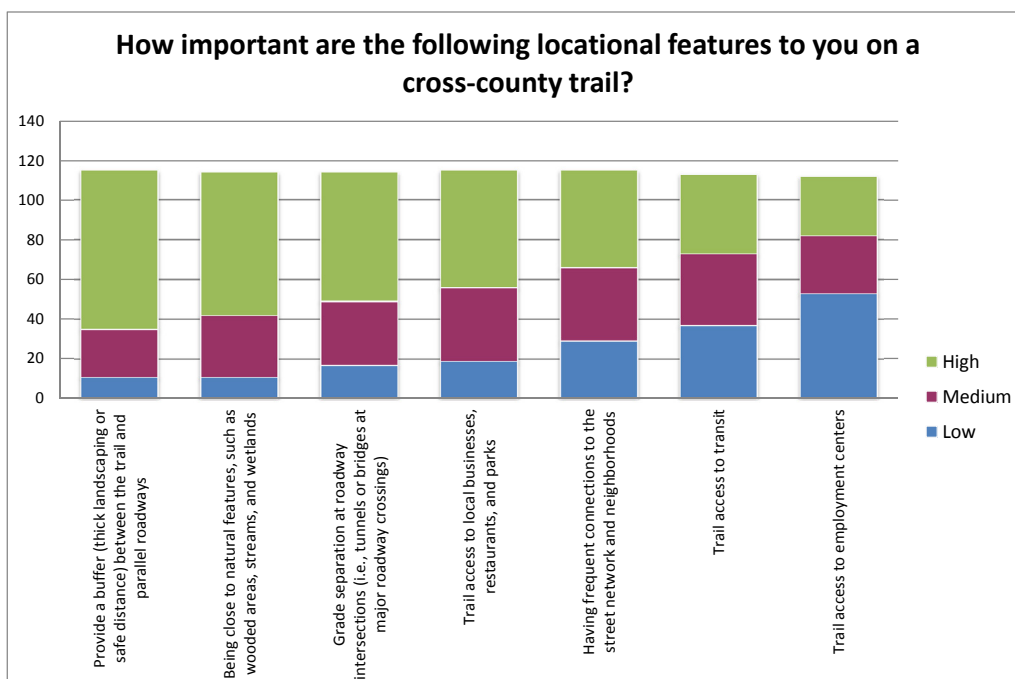 How important are the following locational features to you on a
cross-county trail?
140
120
100
80
60
40
20
0
High
Medium
Low
Provide a buffer (thick landscaping or
safe distance) between the trail and
parallel roadways
Being close to natural features, such as
wooded areas, streams, and wetlands
Grade separation at roadway
intersections (i.e., tunnels or bridges at
major roadway crossings)
Trail access to local businesses,
restaurants, and parks
Having frequent connections to the
street network and neighborhoods
Trail access to transit
Trail access to employment centers